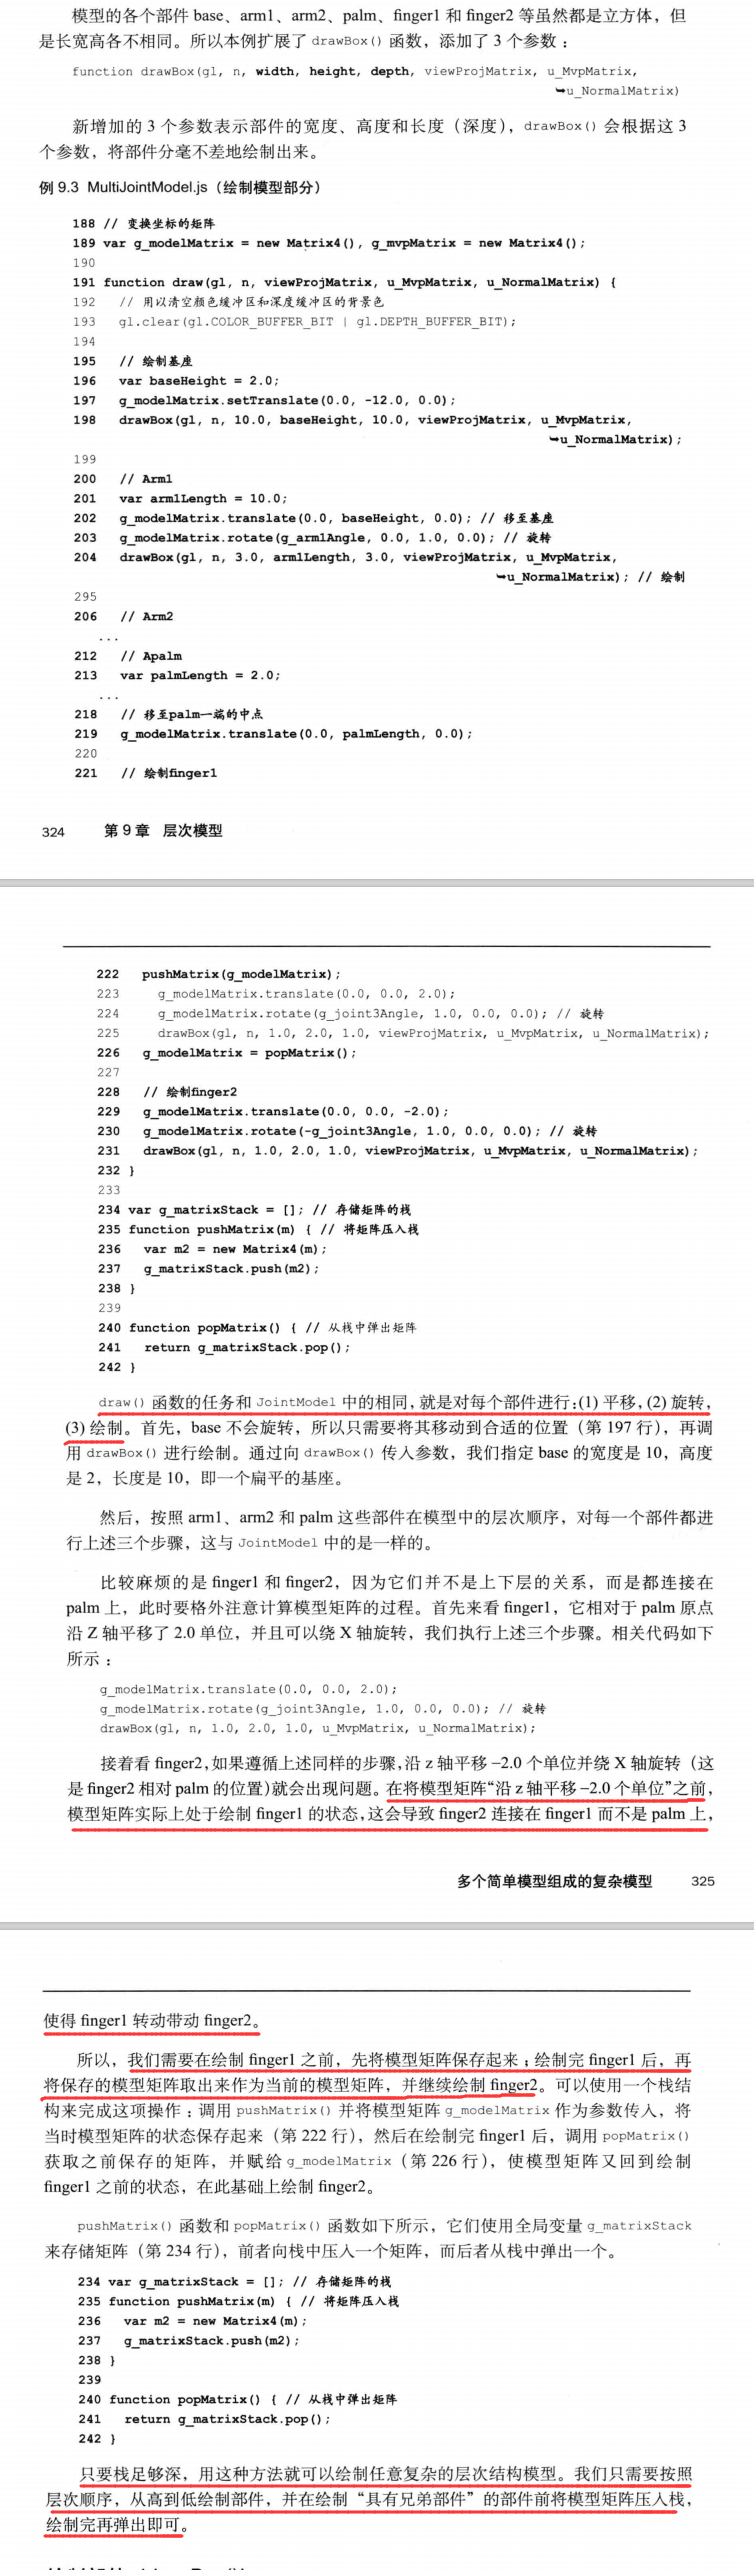 模型的各个部件 base、arm1、arm2、palm、finger1 和 finger2 等虽然都是立方体，但
是长宽高各不相同。所以本例扩展了 drawBox() 函数，添加了 3 个参数：
function drawBox(gl, n, width, height, depth, viewProjMatrix, u_MvpMatrix,
➥u_NormalMatrix)
新增加的 3 个参数表示部件的宽度、高度和长度（深度），drawBox() 会根据这 3
个参数，将部件分毫不差地绘制出来。
例 9.3 MultiJointModel.js（绘制模型部分）
188 // 变换坐标的矩阵
189 var g_modelMatrix = new Matrix4(), g_mvpMatrix = new Matrix4();
190
191 function draw(gl, n, viewProjMatrix, u_MvpMatrix, u_NormalMatrix) {
192 // 用以清空颜色缓冲区和深度缓冲区的背景色
193 gl.clear(gl.COLOR_BUFFER_BIT | gl.DEPTH_BUFFER_BIT);
194
195 // 绘制基座
196 var baseHeight = 2.0;
197 g_modelMatrix.setTranslate(0.0, -12.0, 0.0);
198 drawBox(gl, n, 10.0, baseHeight, 10.0, viewProjMatrix, u_MvpMatrix,
➥u_NormalMatrix);
199
200 // Arm1
201 var arm1Length = 10.0;
202 g_modelMatrix.translate(0.0, baseHeight, 0.0); // 移至基座
203 g_modelMatrix.rotate(g_arm1Angle, 0.0, 1.0, 0.0); // 旋转
204 drawBox(gl, n, 3.0, arm1Length, 3.0, viewProjMatrix, u_MvpMatrix,
➥u_NormalMatrix); // 绘制
295
206 // Arm2
...
212 // Apalm
213 var palmLength = 2.0;
...
218 // 移至palm一端的中点
219 g_modelMatrix.translate(0.0, palmLength, 0.0);
220
221 // 绘制finger1
324 第 9 章 层次模型
222 pushMatrix(g_modelMatrix);
223 g_modelMatrix.translate(0.0, 0.0, 2.0);
224 g_modelMatrix.rotate(g_joint3Angle, 1.0, 0.0, 0.0); // 旋转
225 drawBox(gl, n, 1.0, 2.0, 1.0, viewProjMatrix, u_MvpMatrix, u_NormalMatrix);
226 g_modelMatrix = popMatrix();
227
228 // 绘制finger2
229 g_modelMatrix.translate(0.0, 0.0, -2.0);
230 g_modelMatrix.rotate(-g_joint3Angle, 1.0, 0.0, 0.0); // 旋转
231 drawBox(gl, n, 1.0, 2.0, 1.0, viewProjMatrix, u_MvpMatrix, u_NormalMatrix);
232 }
233
234 var g_matrixStack = []; // 存储矩阵的栈
235 function pushMatrix(m) { // 将矩阵压入栈
236 var m2 = new Matrix4(m);
237 g_matrixStack.push(m2);
238 }
239
240 function popMatrix() { // 从栈中弹出矩阵
241 return g_matrixStack.pop();
242 }
draw() 函数的任务和 JointModel 中的相同，就是对每个部件进行：(1) 平移，(2) 旋转，
(3) 绘制。首先，base 不会旋转，所以只需要将其移动到合适的位置（第 197 行），再调
用 drawBox() 进行绘制。通过向 drawBox() 传入参数，我们指定 base 的宽度是 10，高度
是 2，长度是 10，即一个扁平的基座。
然后，按照 arm1、arm2 和 palm 这些部件在模型中的层次顺序，对每一个部件都进
行上述三个步骤，这与 JointModel 中的是一样的。
比较麻烦的是 finger1 和 finger2，因为它们并不是上下层的关系，而是都连接在
palm 上，此时要格外注意计算模型矩阵的过程。首先来看 finger1，它相对于 palm 原点
沿 Z 轴平移了 2.0 单位，并且可以绕 X 轴旋转，我们执行上述三个步骤。相关代码如下
所示：
g_modelMatrix.translate(0.0, 0.0, 2.0);
g_modelMatrix.rotate(g_joint3Angle, 1.0, 0.0, 0.0); // 旋转
drawBox(gl, n, 1.0, 2.0, 1.0, u_MvpMatrix, u_NormalMatrix);
接着看 finger2，如果遵循上述同样的步骤，沿 z 轴平移 –2.0 个单位并绕 X 轴旋转（这
是 finger2 相对 palm 的位置）就会出现问题。在将模型矩阵“沿 z 轴平移 –2.0 个单位”之前，
模型矩阵实际上处于绘制 finger1 的状态，这会导致 finger2 连接在 finger1 而不是 palm 上，
多个简单模型组成的复杂模型 325
使得 finger1 转动带动 finger2。
所以，我们需要在绘制 finger1 之前，先将模型矩阵保存起来；绘制完 finger1 后，再
将保存的模型矩阵取出来作为当前的模型矩阵，并继续绘制 finger2。可以使用一个栈结
构来完成这项操作：调用 pushMatrix() 并将模型矩阵 g_modelMatrix 作为参数传入，将
当时模型矩阵的状态保存起来（第 222 行），然后在绘制完 finger1 后，调用 popMatrix()
获取之前保存的矩阵，并赋给 g_modelMatrix（第 226 行），使模型矩阵又回到绘制
finger1 之前的状态，在此基础上绘制 finger2。
pushMatrix() 函数和 popMatrix() 函数如下所示，它们使用全局变量 g_matrixStack
来存储矩阵（第 234 行），前者向栈中压入一个矩阵，而后者从栈中弹出一个。
234 var g_matrixStack = []; // 存储矩阵的栈
235 function pushMatrix(m) { // 将矩阵压入栈
236 var m2 = new Matrix4(m);
237 g_matrixStack.push(m2);
238 }
239
240 function popMatrix() { // 从栈中弹出矩阵
241 return g_matrixStack.pop();
242 }
只要栈足够深，用这种方法就可以绘制任意复杂的层次结构模型。我们只需要按照
层次顺序，从高到低绘制部件，并在绘制“具有兄弟部件”的部件前将模型矩阵压入栈，
绘制完再弹出即可。